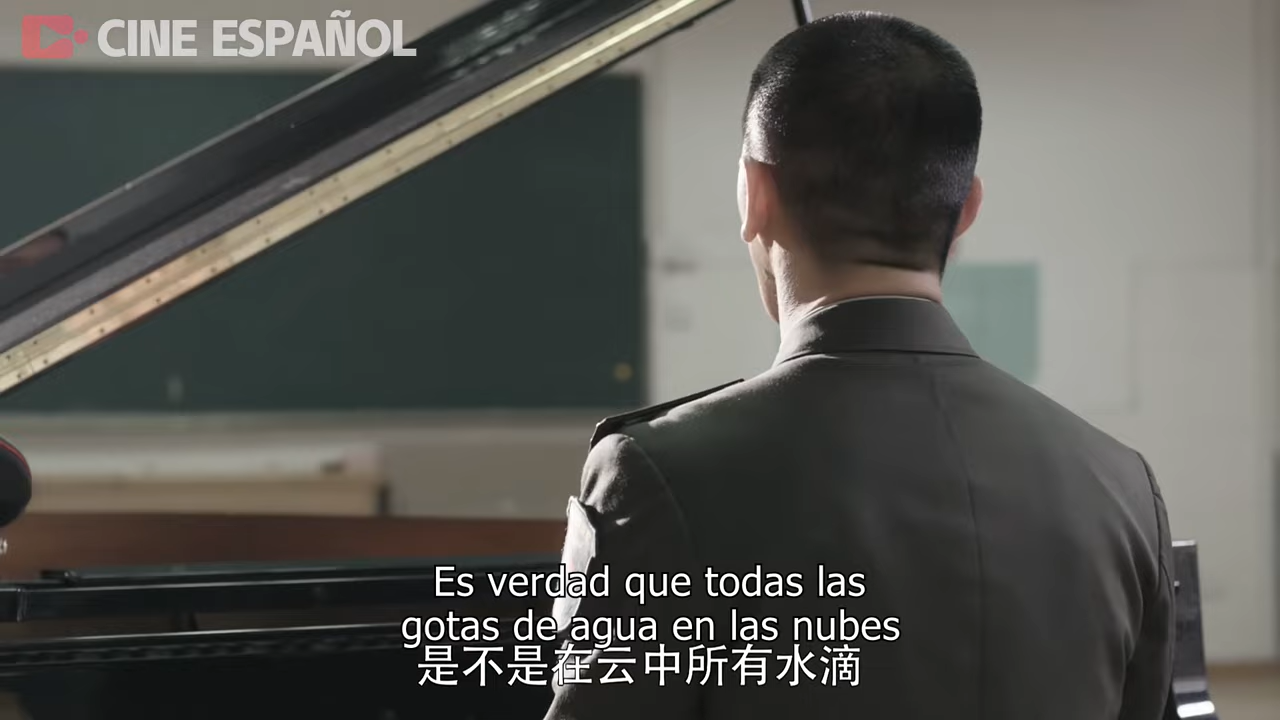 CINE ESPAÑOL
Es verdad que todas las
gotas de agua en las nubes
是不是在云中所有水滴